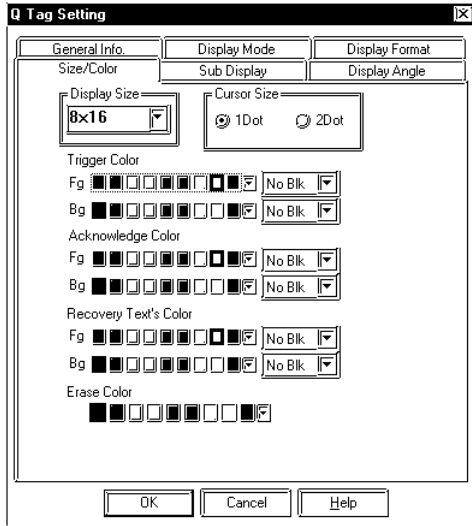 Q Tag Setting
General Info. Display Mode Display Format
Size/Color Sub Display Display Angle
Display Size Cursor Size
8x16 1Dot 2Dot
Trigger Color
Fg No Blk
Bg No Blk
Acknowledge Color
Fg No Blk
Bg No Blk
Recovery Text's Color
Fg No Blk
Bg No Blk
Erase Color
OK Cancel Help